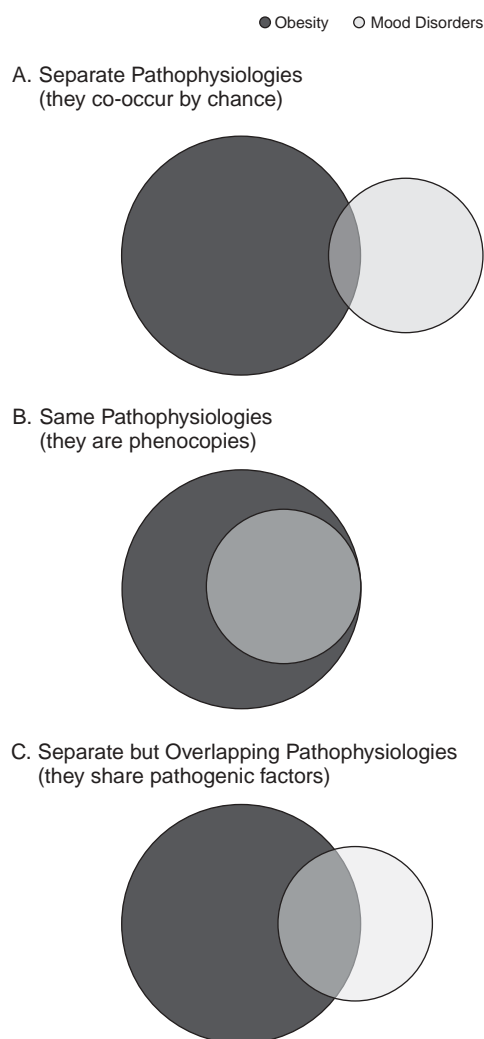 Obesity Mood Disorders
A. Separate Pathophysiologies
(they co-occur by chance)
B. Same Pathophysiologies
(they are phenocopies)
C. Separate but Overlapping Pathophysiologies
(they share pathogenic factors)